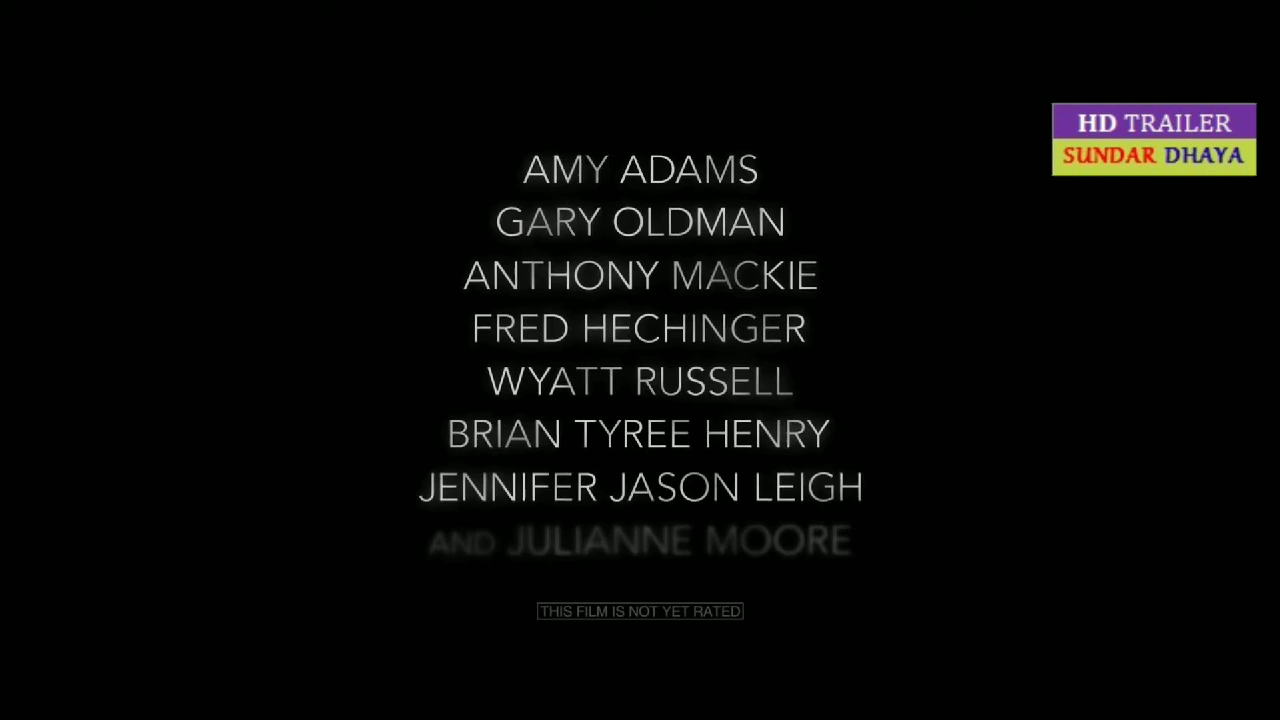 HD TRAILER
SUNDAR DHAYA
AMY ADAMS
GARY OLDMAN
ANTHONY MACKIE
FRED HECHINGER
WYATT RUSSELL
BRIAN TYREE HENRY
JENNIFER JASON LEIGH
AND JULIANNE MOORE
THIS FILM IS NOT YET RATED